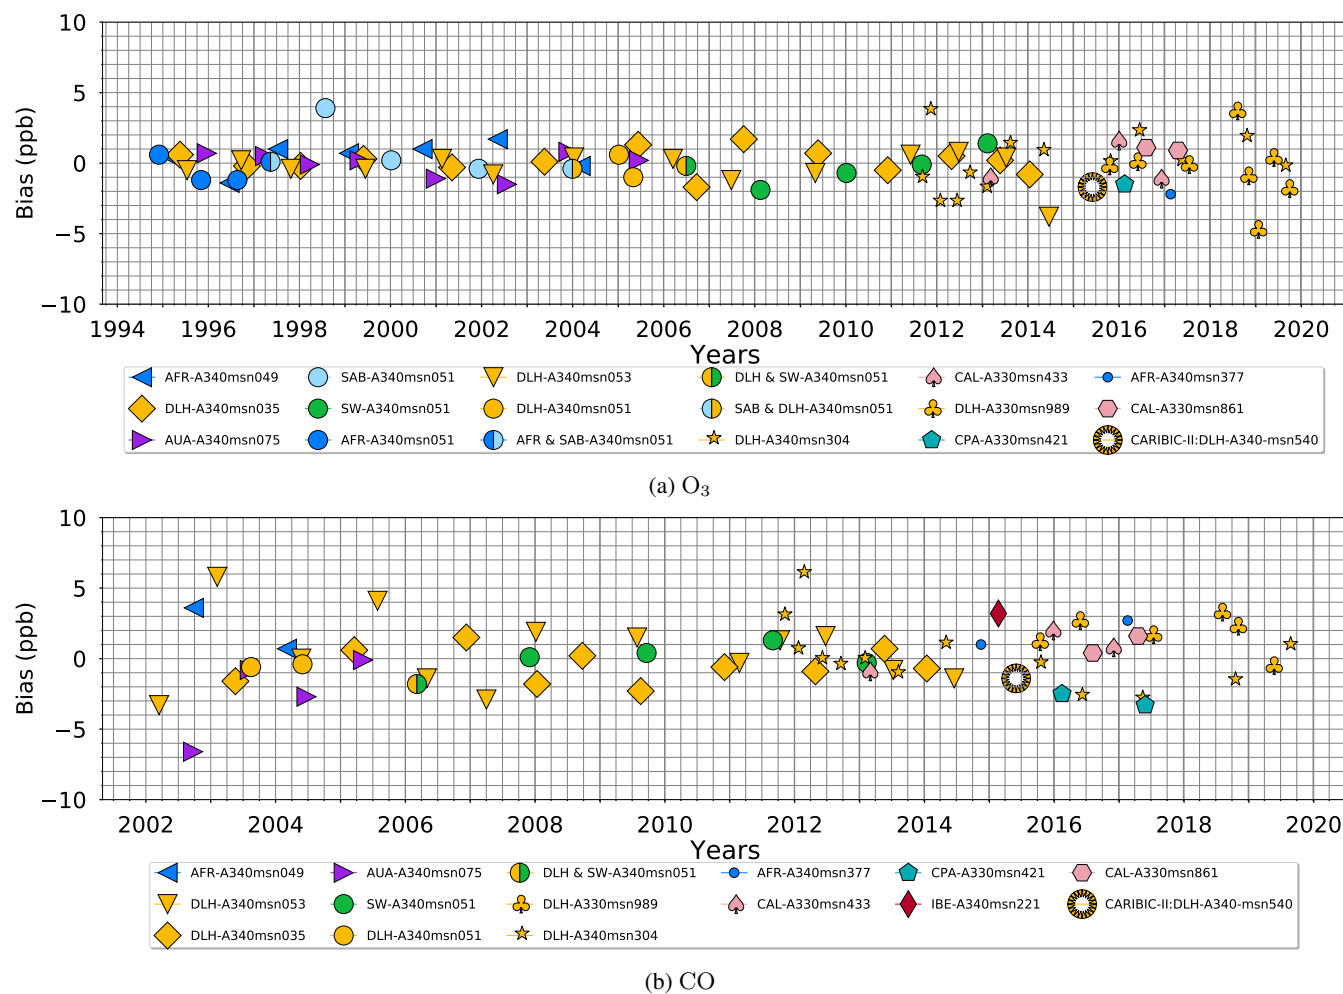 10
5
0
−5
−10
Bias (ppb)
1994 1996 1998 2000 2002 2004 2006 2008 2010 2012 2014 2016 2018 2020
Years
AFR-A340msn049 SAB-A340msn051 DLH-A340msn053 DLH & SW-A340msn051 CAL-A330msn433 AFR-A340msn377
DLH-A340msn035 SW-A340msn051 DLH-A340msn051 SAB & DLH-A340msn051 DLH-A330msn989 CAL-A330msn861
AUA-A340msn075 AFR-A340msn051 AFR & SAB-A340msn051 DLH-A340msn304 CPA-A330msn421 CARIBIC-II:DLH-A340-msn540
(a) O₃
10
5
0
−5
−10
Bias (ppb)
2002 2004 2006 2008 2010 2012 2014 2016 2018 2020
Years
AFR-A340msn049 AUA-A340msn075 DLH & SW-A340msn051 AFR-A340msn377 CPA-A330msn421 CAL-A330msn861
DLH-A340msn053 SW-A340msn051 DLH-A330msn989 CAL-A330msn433 IBE-A340msn221 CARIBIC-II:DLH-A340-msn540
DLH-A340msn035 DLH-A340msn051 DLH-A340msn304
(b) CO